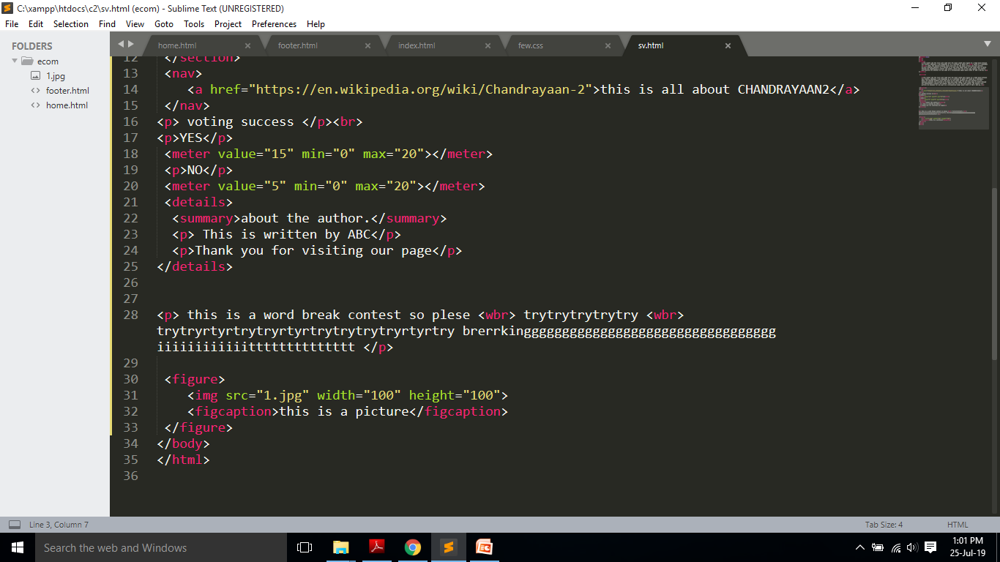 C:\xampp\htdocs\c2\sv.html (ecom) - Sublime Text (UNREGISTERED)
File Edit Selection Find View Goto Tools Project Preferences Help
FOLDERS
ecom
1.jpg
footer.html
home.html
home.html footer.html index.html few.css sv.html
12 </section>
13 <nav>
14 <a href="https://en.wikipedia.org/wiki/Chandrayaan-2">this is all about CHANDRAYAAN2</a>
15 </nav>
16 <p> voting success </p><br>
17 <p>YES</p>
18 <meter value="15" min="0" max="20"></meter>
19 <p>NO</p>
20 <meter value="5" min="0" max="20"></meter>
21 <details>
22 <summary>about the author.</summary>
23 <p> This is written by ABC</p>
24 <p>Thank you for visiting our page</p>
25 </details>
26
27
28 <p> this is a word break contest so plese <wbr> trytrytrytrytry <wbr>
trytryrtyrtrytryrtyrtrytrytrytrytryrtyrtry brerrkinggggggggggggggggggggggggggggggggg
iiiiiiiiiiiitttttttttttttt </p>
29
30 <figure>
31 <img src="1.jpg" width="100" height="100">
32 <figcaption>this is a picture</figcaption>
33 </figure>
34 </body>
35 </html>
36
Line 3, Column 7 Tab Size: 4 HTML
Search the web and Windows
1:01 PM
25-Jul-19